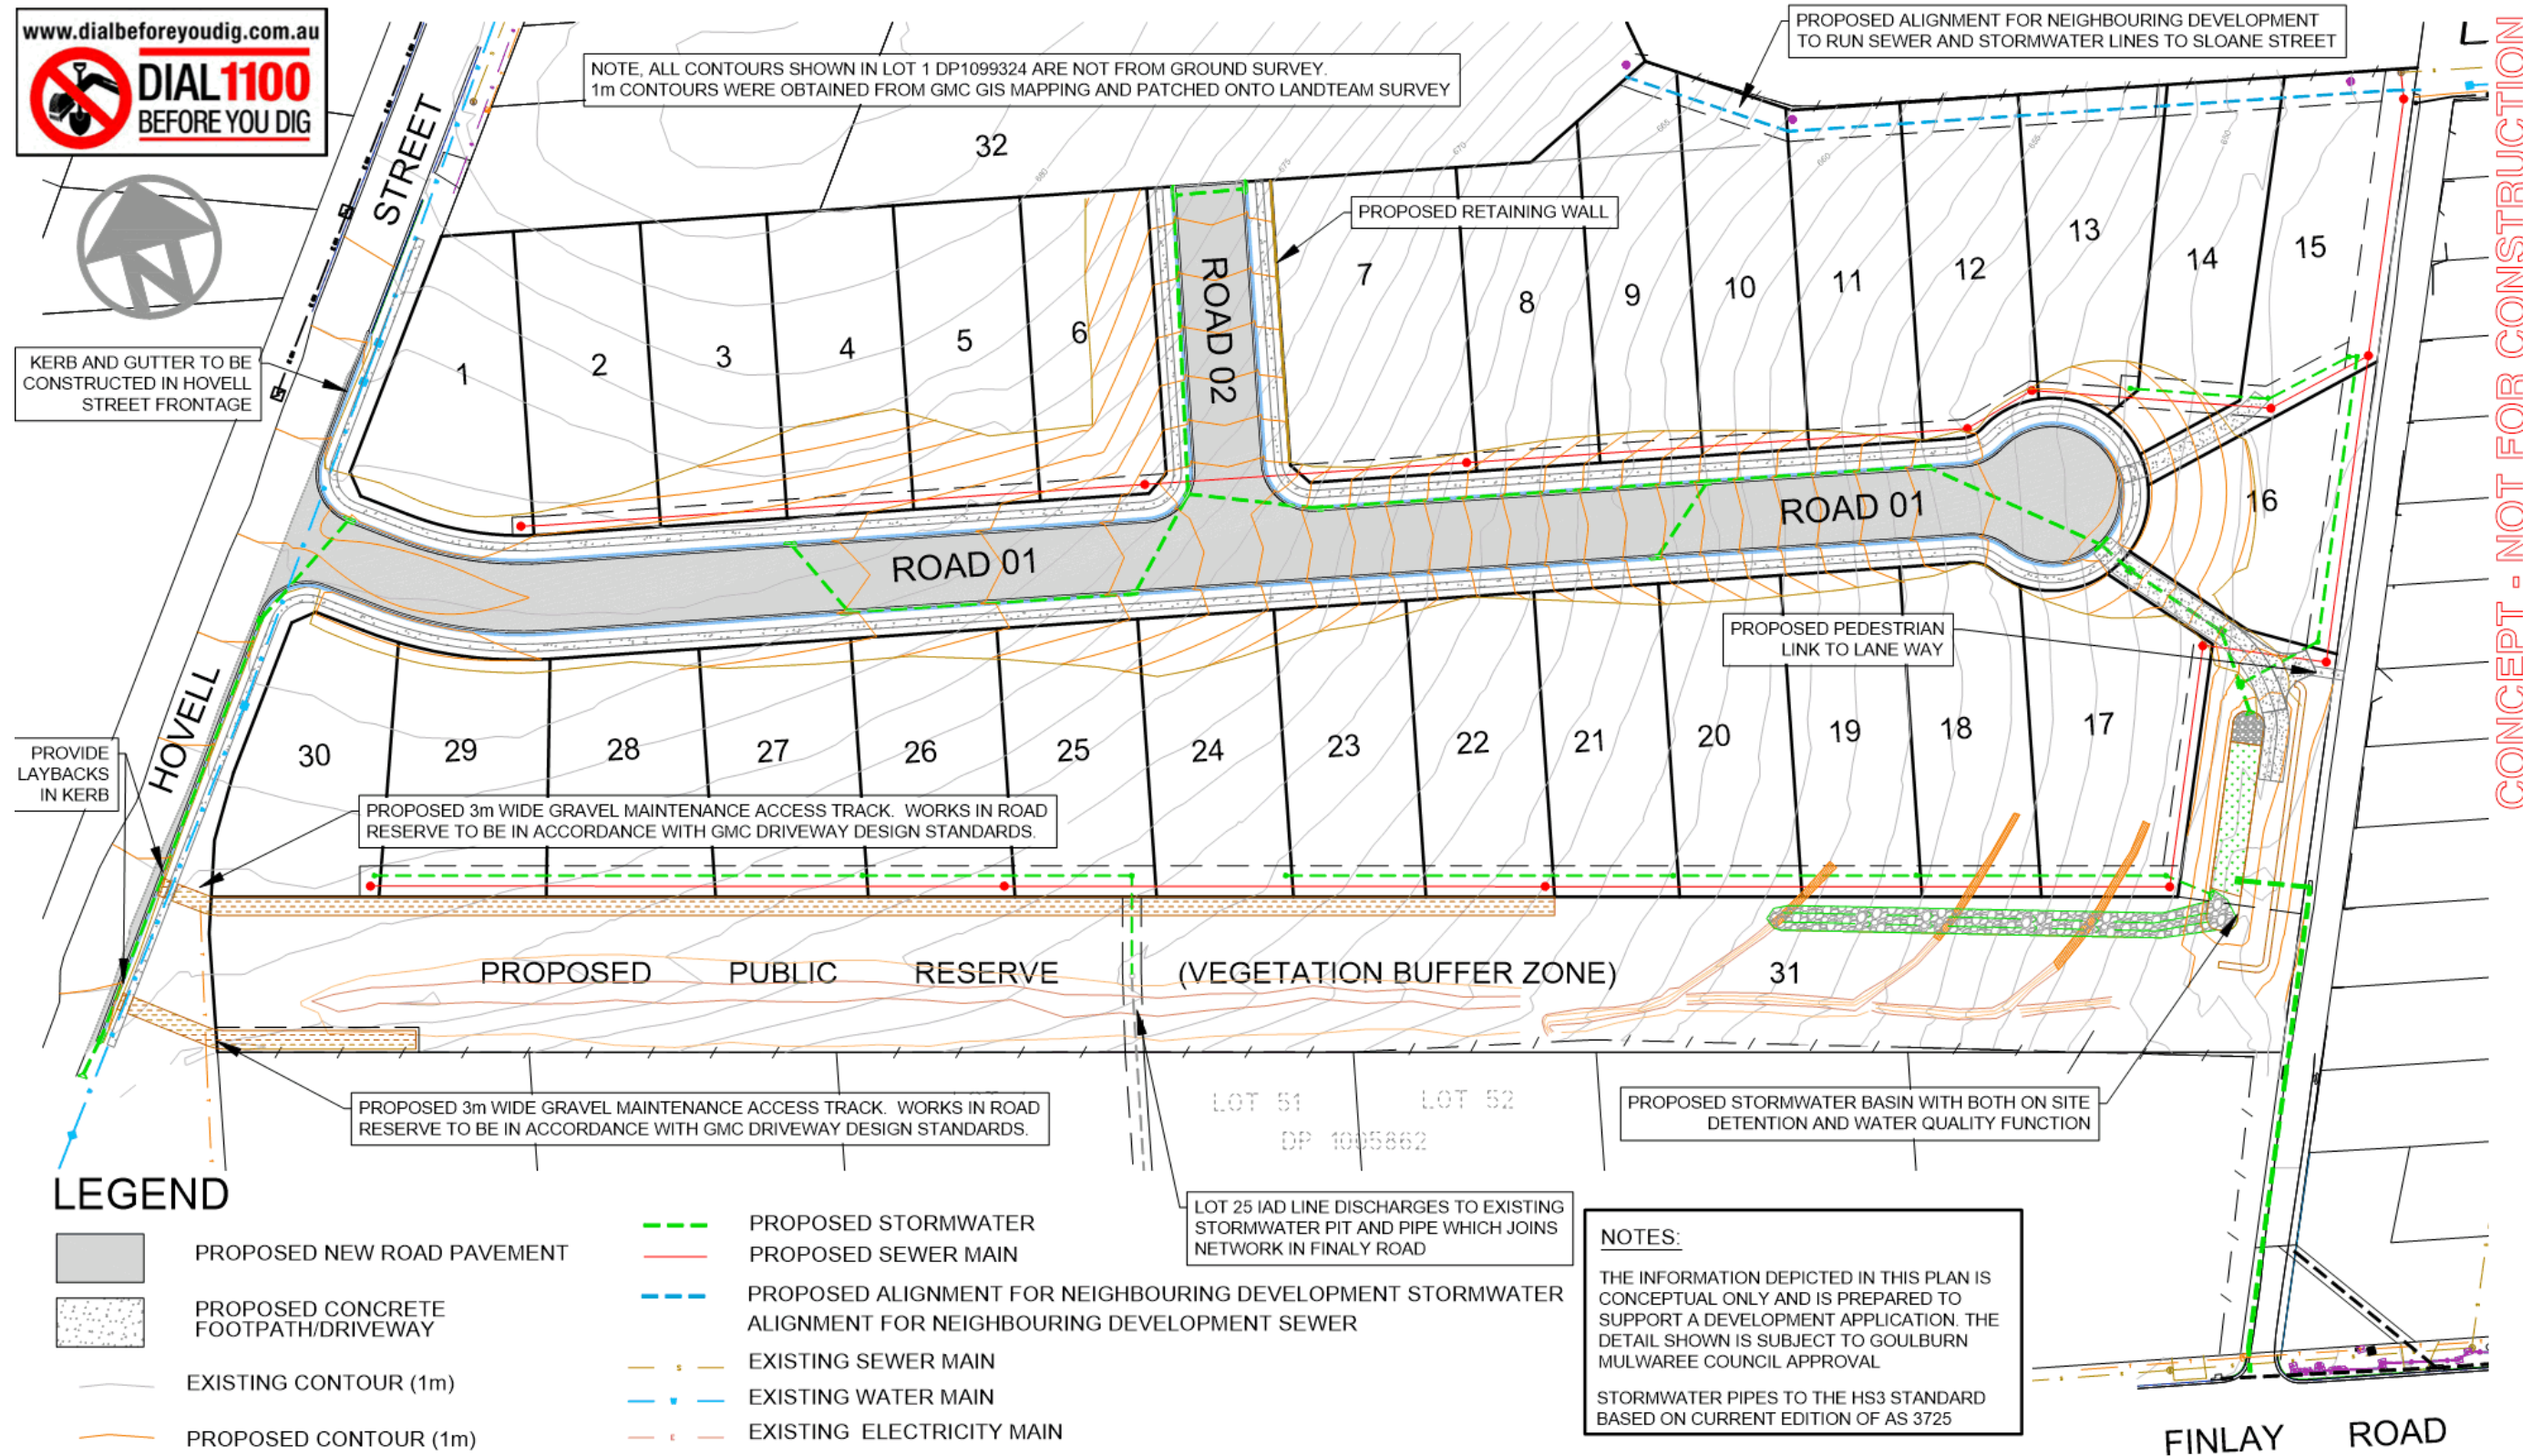 www.dialbeforeyoudig.com.au
DIAL1100
BEFORE YOU DIG
N
NOTE, ALL CONTOURS SHOWN IN LOT 1 DP1099324 ARE NOT FROM GROUND SURVEY.
1m CONTOURS WERE OBTAINED FROM GMC GIS MAPPING AND PATCHED ONTO LANDTEAM SURVEY
PROPOSED ALIGNMENT FOR NEIGHBOURING DEVELOPMENT
TO RUN SEWER AND STORMWATER LINES TO SLOANE STREET
CONCEPT - NOT FOR CONSTRUCTION
STREET
32
680
675
670
665
660
655
650
PROPOSED RETAINING WALL
KERB AND GUTTER TO BE
CONSTRUCTED IN HOVELL
STREET FRONTAGE
1
2
3
4
5
6
ROAD 02
7
8
9
10
11
12
13
14
15
ROAD 01
ROAD 01
16
HOVELL
PROPOSED PEDESTRIAN
LINK TO LANE WAY
PROVIDE
LAYBACKS
IN KERB
30
29
28
27
26
25
24
23
22
21
20
19
18
17
PROPOSED 3m WIDE GRAVEL MAINTENANCE ACCESS TRACK. WORKS IN ROAD
RESERVE TO BE IN ACCORDANCE WITH GMC DRIVEWAY DESIGN STANDARDS.
PROPOSED PUBLIC RESERVE (VEGETATION BUFFER ZONE) 31
PROPOSED 3m WIDE GRAVEL MAINTENANCE ACCESS TRACK. WORKS IN ROAD
RESERVE TO BE IN ACCORDANCE WITH GMC DRIVEWAY DESIGN STANDARDS.
LOT 51
LOT 52
DP 1005862
PROPOSED STORMWATER BASIN WITH BOTH ON SITE
DETENTION AND WATER QUALITY FUNCTION
LOT 25 IAD LINE DISCHARGES TO EXISTING
STORMWATER PIT AND PIPE WHICH JOINS
NETWORK IN FINALY ROAD
LEGEND
PROPOSED NEW ROAD PAVEMENT
PROPOSED CONCRETE
FOOTPATH/DRIVEWAY
EXISTING CONTOUR (1m)
PROPOSED CONTOUR (1m)
PROPOSED STORMWATER
PROPOSED SEWER MAIN
PROPOSED ALIGNMENT FOR NEIGHBOURING DEVELOPMENT STORMWATER
ALIGNMENT FOR NEIGHBOURING DEVELOPMENT SEWER
S EXISTING SEWER MAIN
W EXISTING WATER MAIN
E EXISTING ELECTRICITY MAIN
NOTES:
THE INFORMATION DEPICTED IN THIS PLAN IS
CONCEPTUAL ONLY AND IS PREPARED TO
SUPPORT A DEVELOPMENT APPLICATION. THE
DETAIL SHOWN IS SUBJECT TO GOULBURN
MULWAREE COUNCIL APPROVAL
STORMWATER PIPES TO THE HS3 STANDARD
BASED ON CURRENT EDITION OF AS 3725
FINLAY ROAD